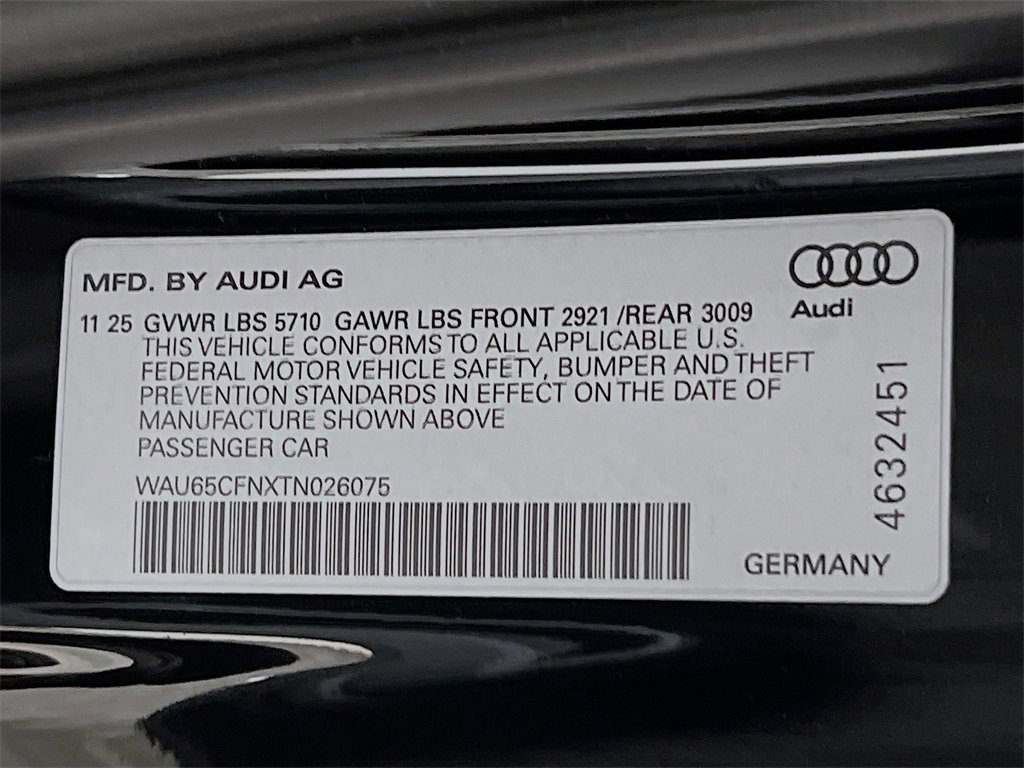 MFD. BY AUDI AG
Audi
11 25 GVWR LBS 5710 GAWR LBS FRONT 2921 /REAR 3009
THIS VEHICLE CONFORMS TO ALL APPLICABLE U.S.
FEDERAL MOTOR VEHICLE SAFETY, BUMPER AND THEFT
PREVENTION STANDARDS IN EFFECT ON THE DATE OF
MANUFACTURE SHOWN ABOVE
PASSENGER CAR
WAU65CFNXTN026075
4632451
GERMANY